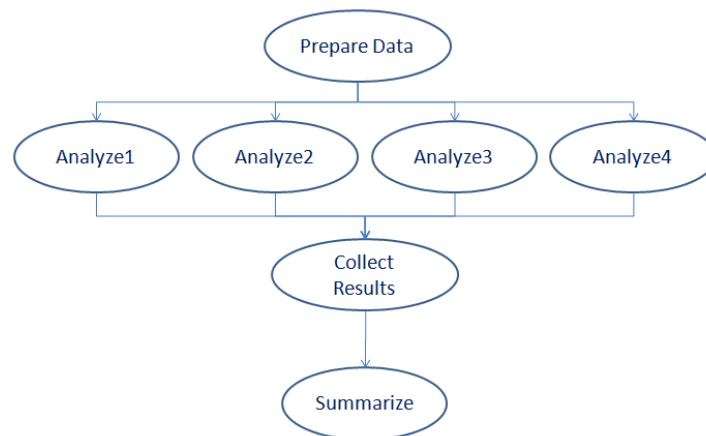 Prepare Data
Analyze1
Analyze2
Analyze3
Analyze4
Collect
Results
Summarize